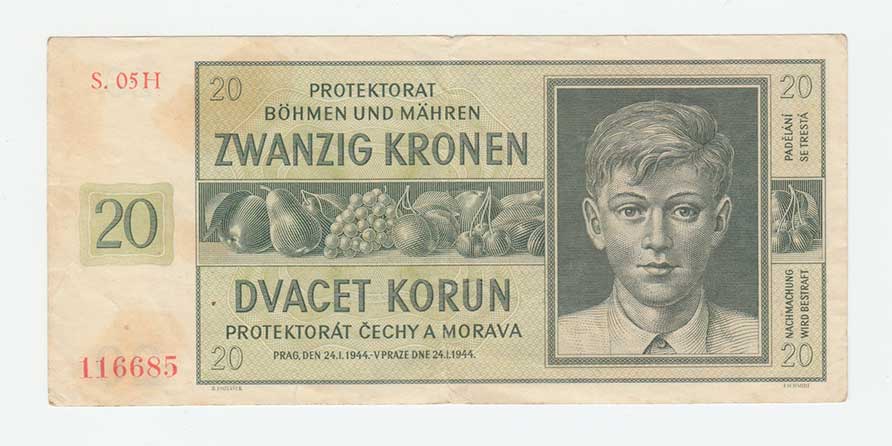 S. 05H
20
PROTEKTORAT
BÖHMEN UND MÄHREN
ZWANZIG KRONEN
20
DVACET KORUN
PROTEKTORÁT ČECHY A MORAVA
PRAG, DEN 24.I. 1944.-V PRAZE DNE 24.I.1944.
20
116685
20
PADĚLÁNÍ
SE TRESTÁ
NACHMACHUNG
WIRD BESTRAFT
20